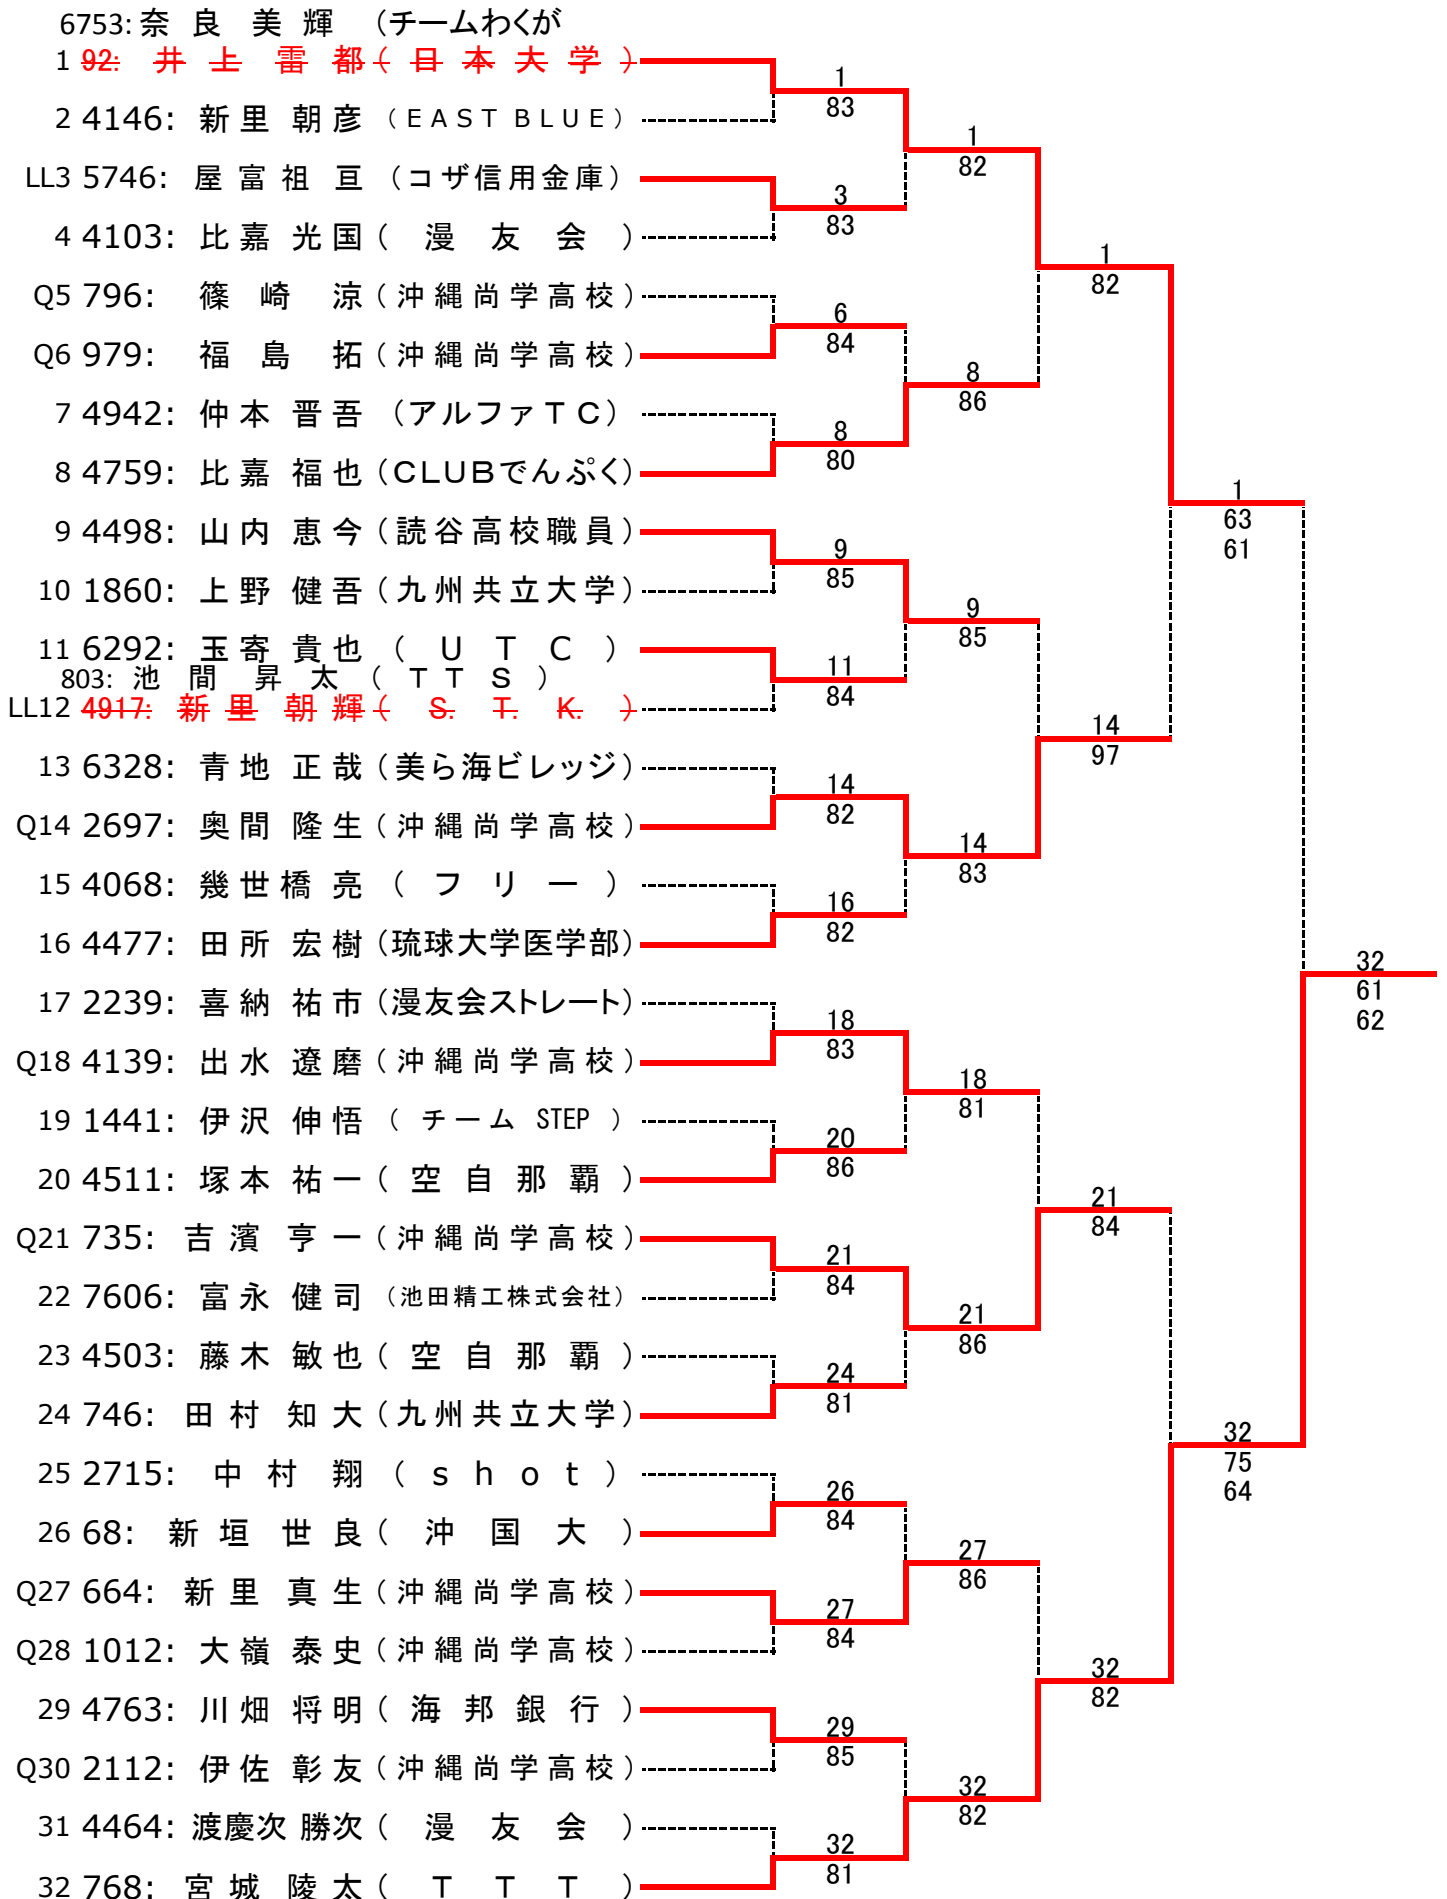 6753: 奈良 美輝 (チームわくが
1 92: 井上 雷都 (日本大学)
1
83
2 4146: 新里 朝彦 (EAST BLUE)
1
82
LL3 5746: 屋富祖 亘 (コザ信用金庫)
3
83
4 4103: 比嘉 光国 (漫友会)
1
82
Q5 796: 篠崎 涼 (沖縄尚学高校)
6
84
Q6 979: 福島 拓 (沖縄尚学高校)
8
86
7 4942: 仲本 晋吾 (アルファTC)
8
80
8 4759: 比嘉 福也 (CLUBでんぷく)
1
63
61
9 4498: 山内 恵今 (読谷高校職員)
9
85
10 1860: 上野 健吾 (九州共立大学)
9
85
11 6292: 玉寄 貴也 (UTC)
803: 池間 昇太 (TTS)
11
84
LL12 4917: 新里 朝輝 (S.T.K.)
14
97
13 6328: 青地 正哉 (美ら海ビレッジ)
14
82
Q14 2697: 奥間 隆生 (沖縄尚学高校)
14
83
15 4068: 幾世橋 亮 (フリー)
16
82
16 4477: 田所 宏樹 (琉球大学医学部)
32
61
62
17 2239: 喜納 祐市 (漫友会ストレート)
18
83
Q18 4139: 出水 遼磨 (沖縄尚学高校)
18
81
19 1441: 伊沢 伸悟 (チーム STEP)
20
86
20 4511: 塚本 祐一 (空自那覇)
21
84
Q21 735: 吉濱 亨一 (沖縄尚学高校)
21
84
22 7606: 富永 健司 (池田精工株式会社)
21
86
23 4503: 藤木 敏也 (空自那覇)
24
81
24 746: 田村 知大 (九州共立大学)
32
75
64
25 2715: 中村 翔 (shot)
26
84
26 68: 新垣 世良 (沖国大)
27
86
Q27 664: 新里 真生 (沖縄尚学高校)
27
84
Q28 1012: 大嶺 泰史 (沖縄尚学高校)
32
82
29 4763: 川畑 将明 (海邦銀行)
29
85
Q30 2112: 伊佐 彰友 (沖縄尚学高校)
32
82
31 4464: 渡慶次 勝次 (漫友会)
32
81
32 768: 宮城 陵太 (TTT)